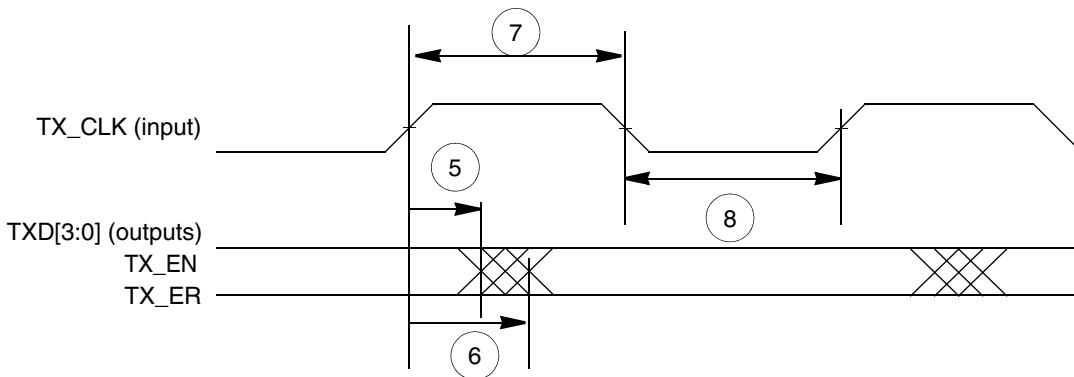 7
TX_CLK (input)
5
8
TXD[3:0] (outputs)
TX_EN
TX_ER
6